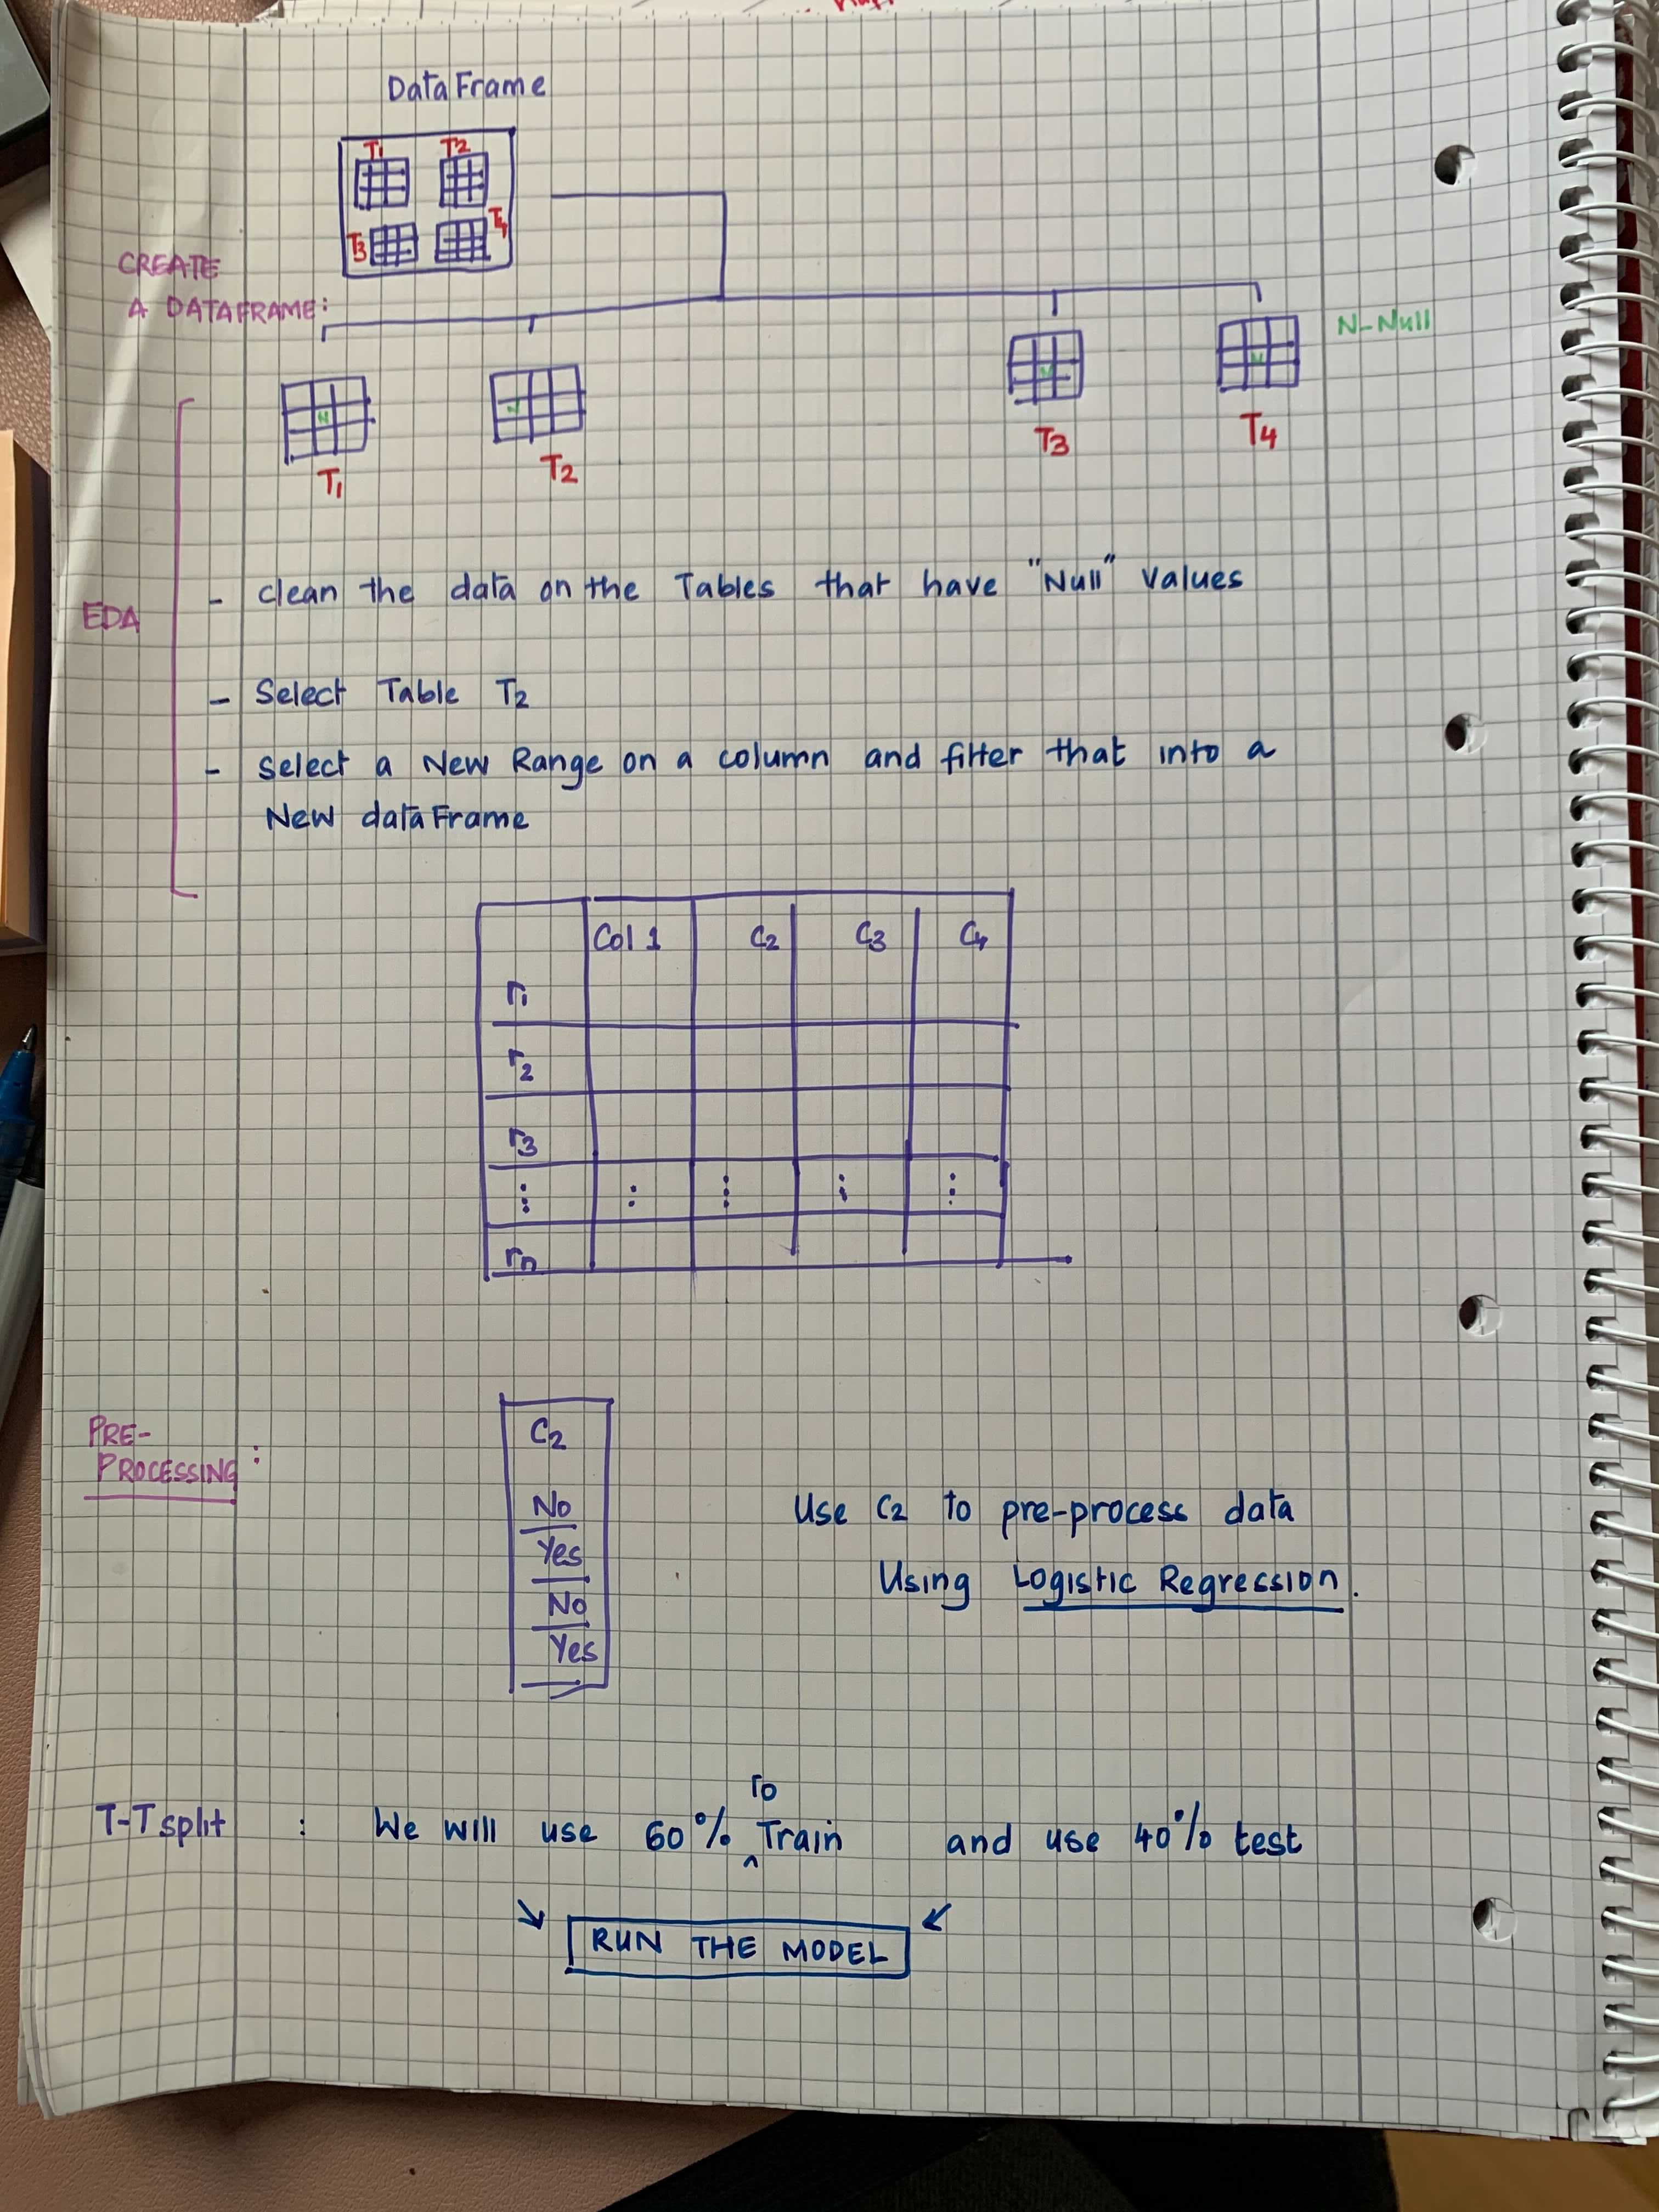 DataFrame
T1 T2
T3 T4
CREATE
A DATAFRAME:
N-Null
N N N N
T1 T2 T3 T4
EDA
- clean the data on the Tables that have "Null" values
- Select Table T2
- select a New Range on a column and filter that into a
New dataFrame
Col 1 C2 C3 C4
r1
r2
r3
⋮ : ⋮ ⋮ ⋮
rn
PRE-
PROCESSING:
C2
No
Yes
No
Yes
Use C2 to pre-process data
Using Logistic Regression.
T-T split : We will use 60% To Train and use 40% test
RUN THE MODEL